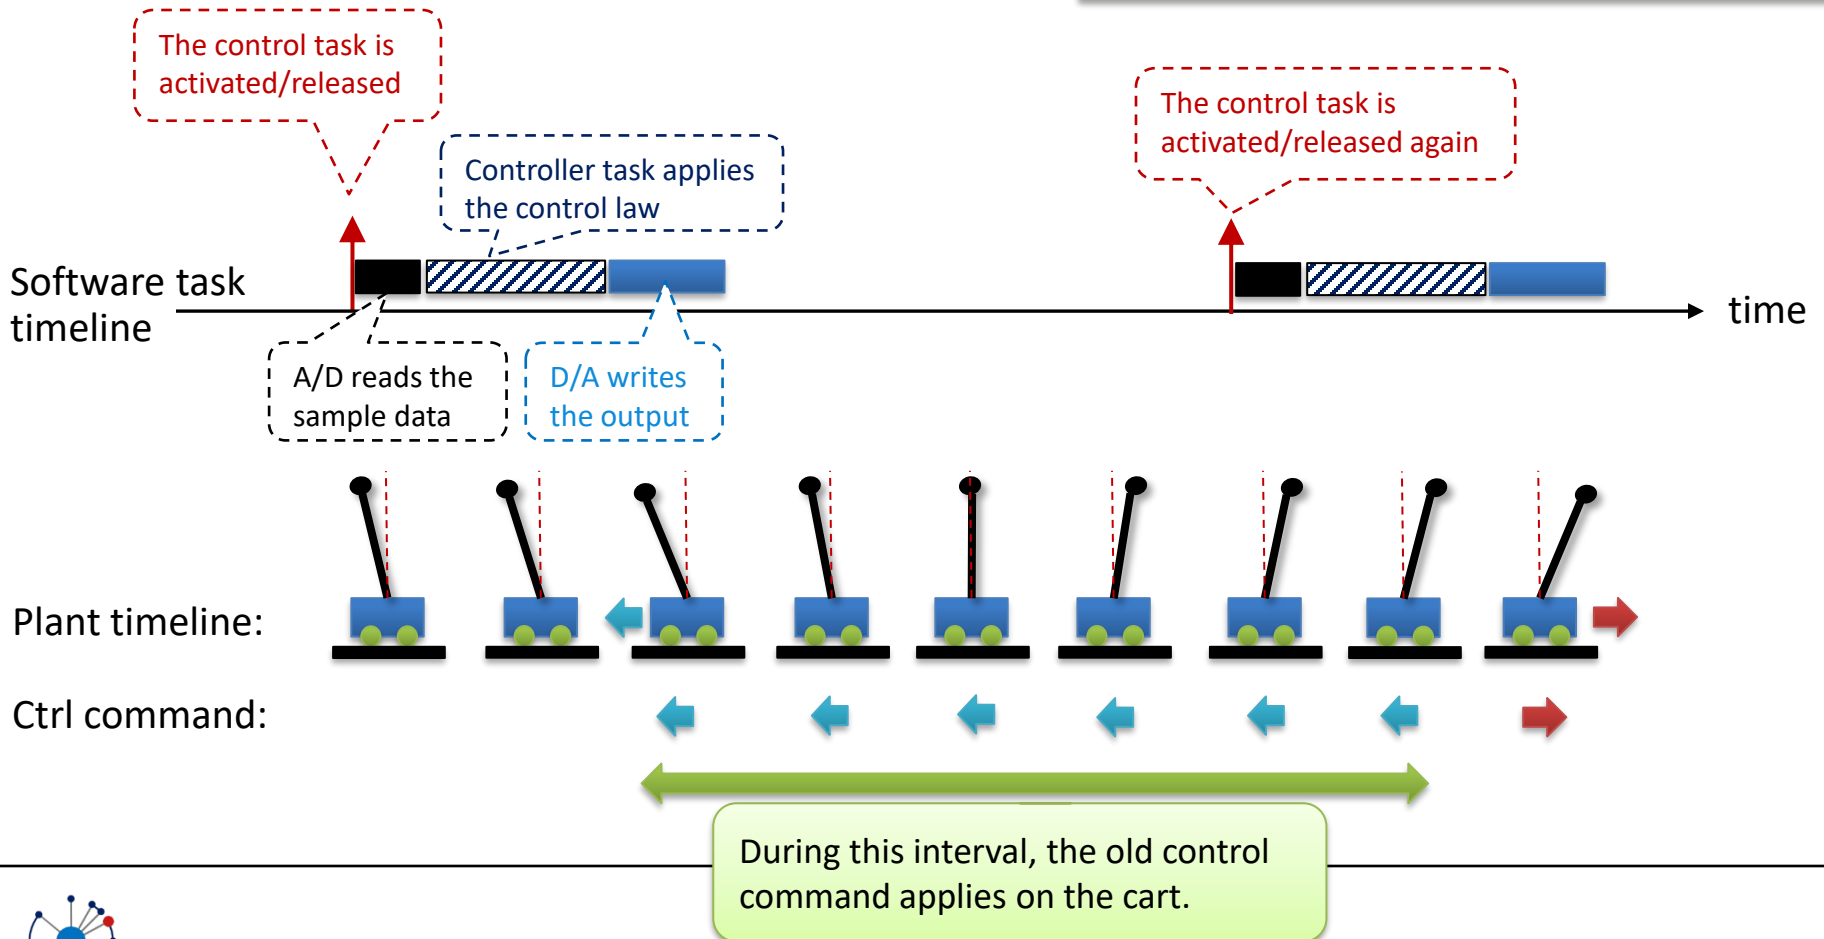 The control task is
activated/released
The control task is
activated/released again
Controller task applies
the control law
Software task
timeline
time
A/D reads the
sample data
D/A writes
the output
Plant timeline:
Ctrl command:
During this interval, the old control
command applies on the cart.